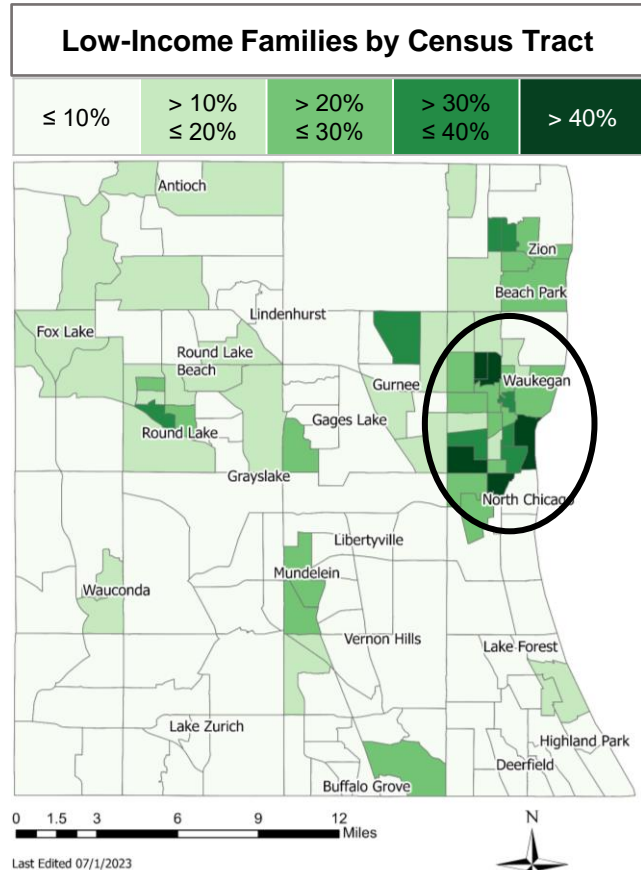 Low-Income Families by Census Tract
≤ 10%
> 10%
≤ 20%
> 20%
≤ 30%
> 30%
≤ 40%
> 40%
Antioch
Zion
Beach Park
Lindenhurst
Fox Lake
Round Lake
Beach
Gurnee
Waukegan
Gages Lake
Round Lake
Grayslake
North Chicago
Libertyville
Mundelein
Wauconda
Vernon Hills
Lake Forest
Lake Zurich
Highland Park
Deerfield
Buffalo Grove
0 1.5 3 6 9 12
Miles
N
Last Edited 07/1/2023